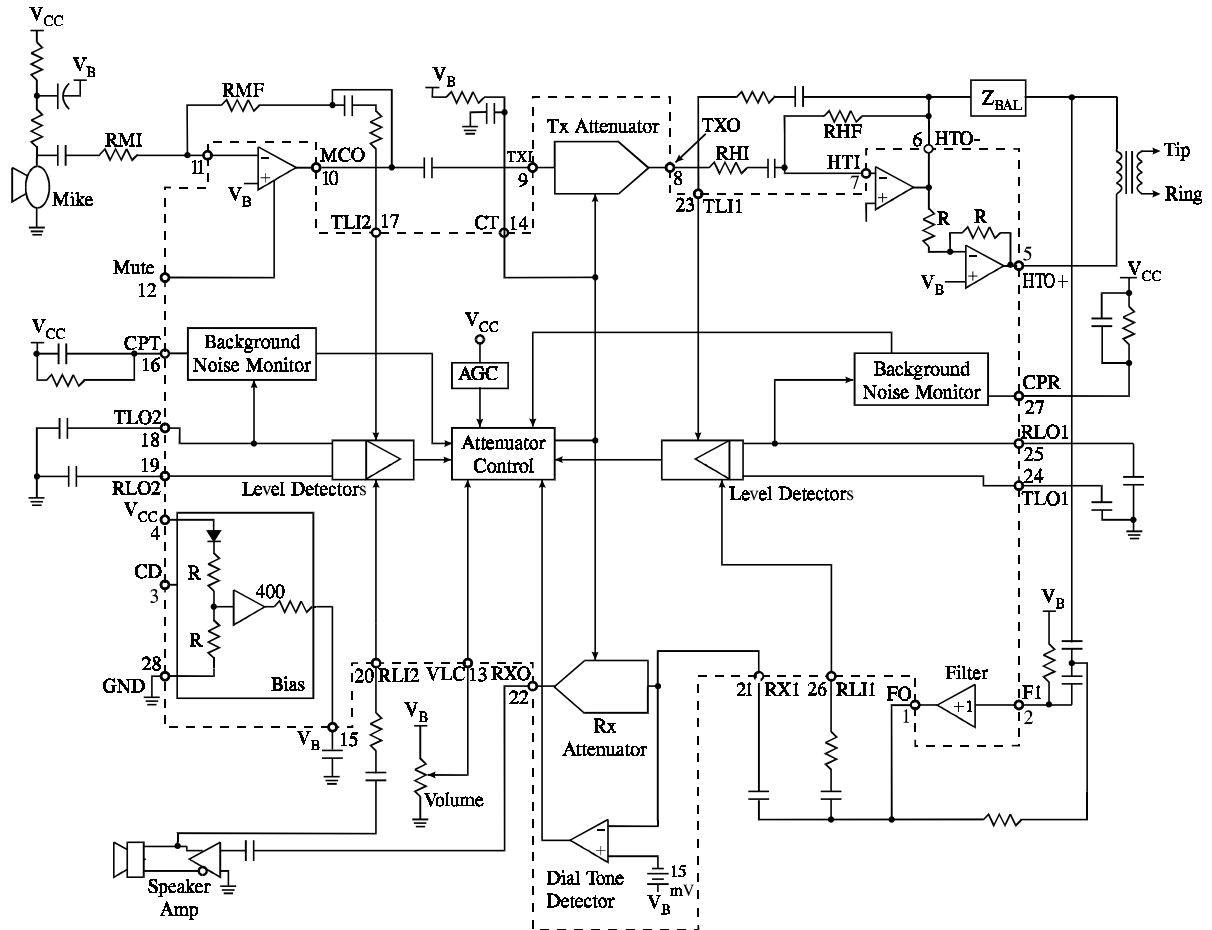 VCC
VB
RMF
RMI
Mike
11
VB
MCO
10
VB
TXI
9
Tx Attenuator
TXO
8
RHI
RHF
HTI
7
6
HTO-
ZBAL
Tip
Ring
R
R
VB
5
HTO+
VCC
TLI2
17
CT
14
23
TLI1
Mute
12
VCC
CPT
16
Background
Noise Monitor
VCC
AGC
Background
Noise Monitor
CPR
27
TLO2
18
19
RLO2
Level Detectors
Attenuator
Control
Level Detectors
RLO1
25
24
TLO1
VCC
4
CD
3
28
GND
R
R
400
Bias
VB
15
20
RLI2
VLC
13
RXO
22
Rx
Attenuator
VB
Volume
21
RX1
26
RLI1
FO
1
Filter
+1
F1
2
VB
Speaker
Amp
Dial Tone
Detector
15
mV
VB